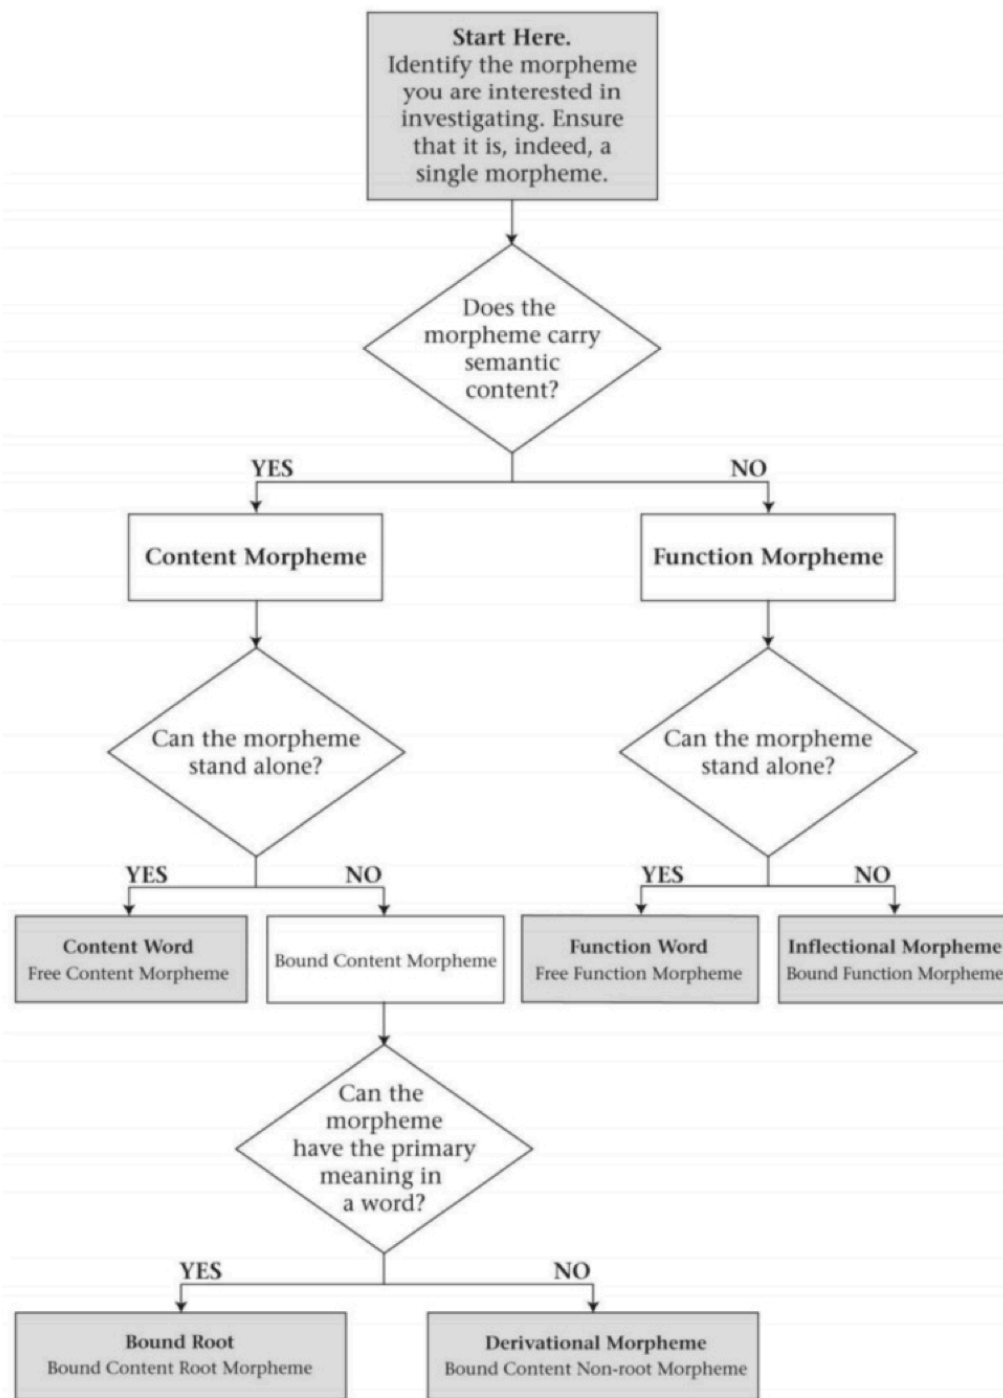 Start Here.
Identify the morpheme
you are interested in
investigating. Ensure
that it is, indeed, a
single morpheme.
Does the
morpheme carry
semantic
content?
YES
NO
Content Morpheme
Function Morpheme
Can the morpheme
stand alone?
Can the morpheme
stand alone?
YES
NO
YES
NO
Content Word
Free Content Morpheme
Bound Content Morpheme
Function Word
Free Function Morpheme
Inflectional Morpheme
Bound Function Morpheme
Can the
morpheme
have the primary
meaning in
a word?
YES
NO
Bound Root
Bound Content Root Morpheme
Derivational Morpheme
Bound Content Non-root Morpheme